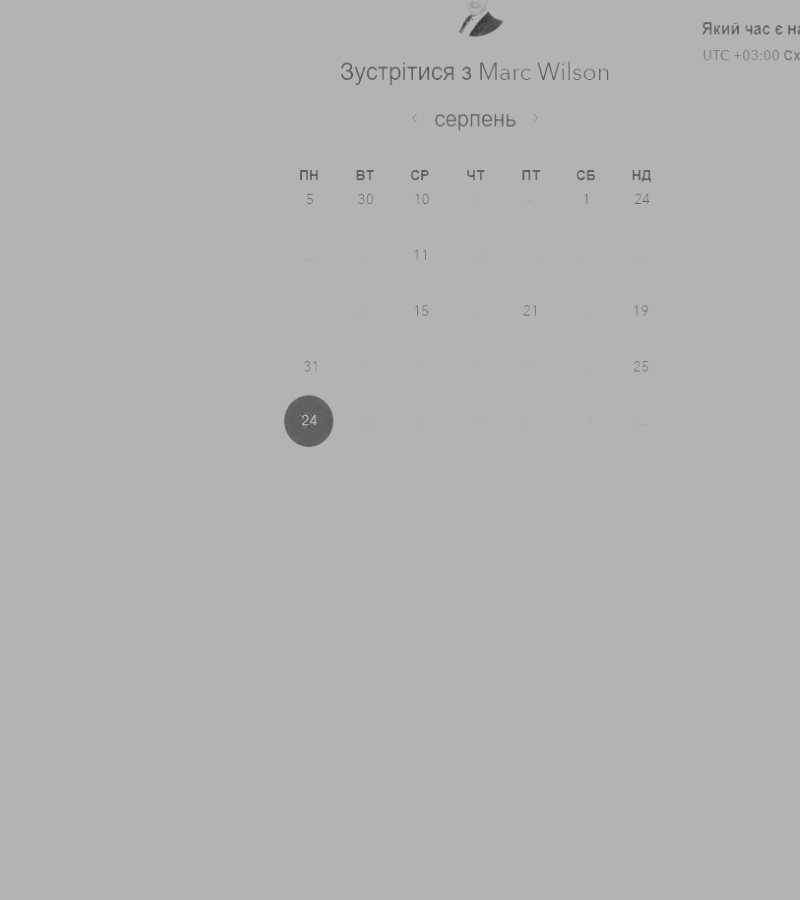 Який час є на
UTC +03:00 Сх
Зустрітися з Marc Wilson
серпень
ПН ВТ СР ЧТ ПТ СБ НД
5 30 10 1 24
11
15 21 19
31 25
24